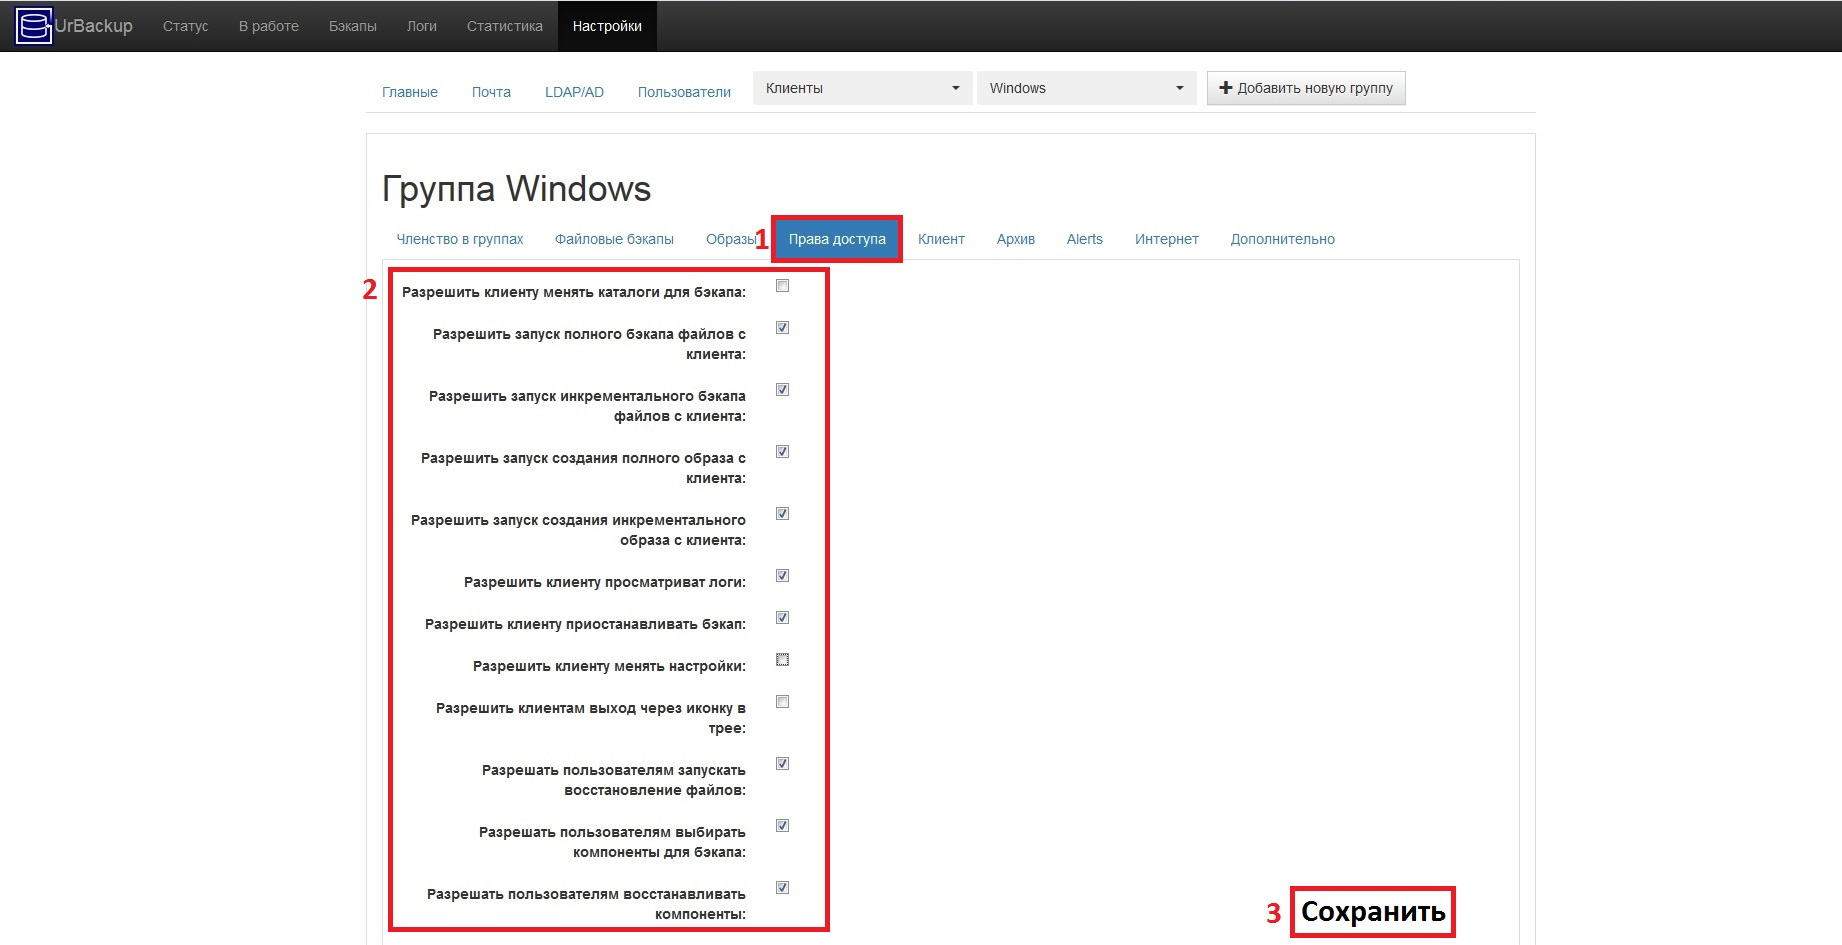 UrBackup Статус В работе Бэкапы Логи Статистика Настройки
Главные Почта LDAP/AD Пользователи Клиенты Windows Добавить новую группу
Группа Windows
Членство в группах Файловые бэкапы Образы 1 Права доступа Клиент Архив Alerts Интернет Дополнительно
2
Разрешить клиенту менять каталоги для бэкапа:
Разрешить запуск полного бэкапа файлов с
клиента:
Разрешить запуск инкрементального бэкапа
файлов с клиента:
Разрешить запуск создания полного образа с
клиента:
Разрешить запуск создания инкрементального
образа с клиента:
Разрешить клиенту просматриват логи:
Разрешить клиенту приостанавливать бэкап:
Разрешить клиенту менять настройки:
Разрешить клиентам выход через иконку в
трее:
Разрешать пользователям запускать
восстановление файлов:
Разрешать пользователям выбирать
компоненты для бэкапа:
Разрешать пользователям восстанавливать
компоненты:
3 Сохранить